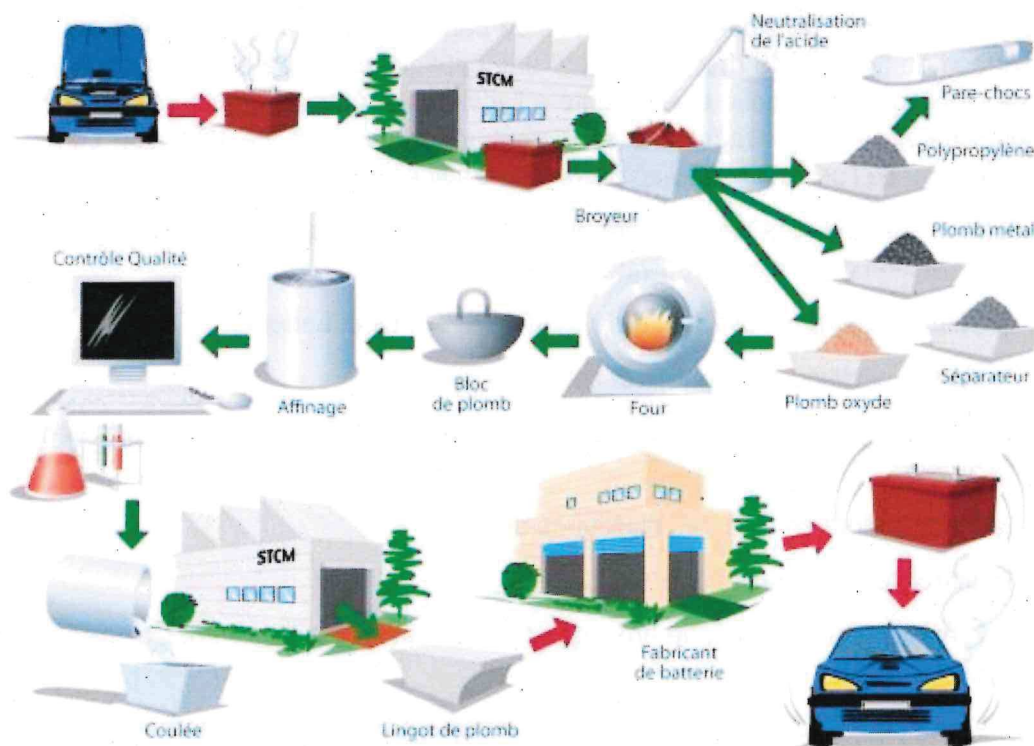 Neutralisation
de l'acide
STCM
Pare-chocs
Polypropylène
Broyeur
Plomb métal
Contrôle Qualité
Séparateur
Affinage
Bloc
de plomb
Four
Plomb oxyde
STCM
Fabricant
de batterie
Coulée
Lingot de plomb